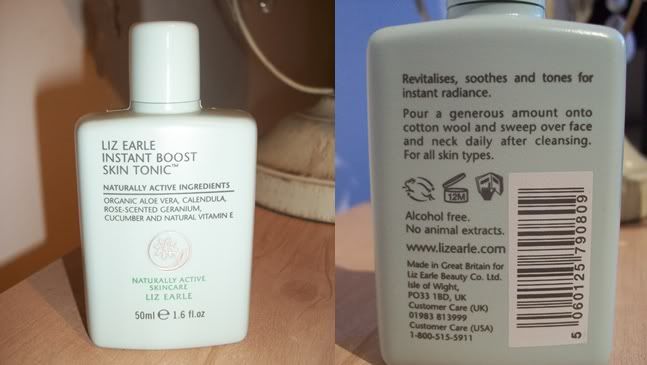 LIZ EARLE
INSTANT BOOST
SKIN TONIC™
NATURALLY ACTIVE INGREDIENTS
ORGANIC ALOE VERA, CALENDULA,
ROSE-SCENTED GERANIUM,
CUCUMBER AND NATURAL VITAMIN E
NATURALLY ACTIVE
SKINCARE
LIZ EARLE
50ml ℮ 1.6 fl.oz
Revitalises, soothes and tones for
instant radiance.
Pour a generous amount onto
cotton wool and sweep over face
and neck daily after cleansing.
For all skin types.
12M
Alcohol free.
No animal extracts.
www.lizearle.com
Made in Great Britain for
Liz Earle Beauty Co. Ltd.
Isle of Wight,
PO33 1BD, UK
Customer Care (UK)
01983 813999
Customer Care (USA)
1-800-515-5911
5 060125 790809